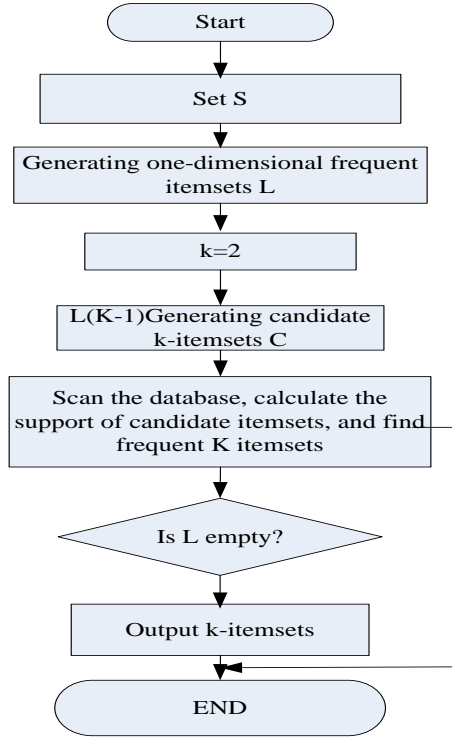 Start
Set S
Generating one-dimensional frequent
itemsets L
k=2
L(K-1)Generating candidate
k-itemsets C
Scan the database, calculate the
support of candidate itemsets, and find
frequent K itemsets
Is L empty?
Output k-itemsets
END